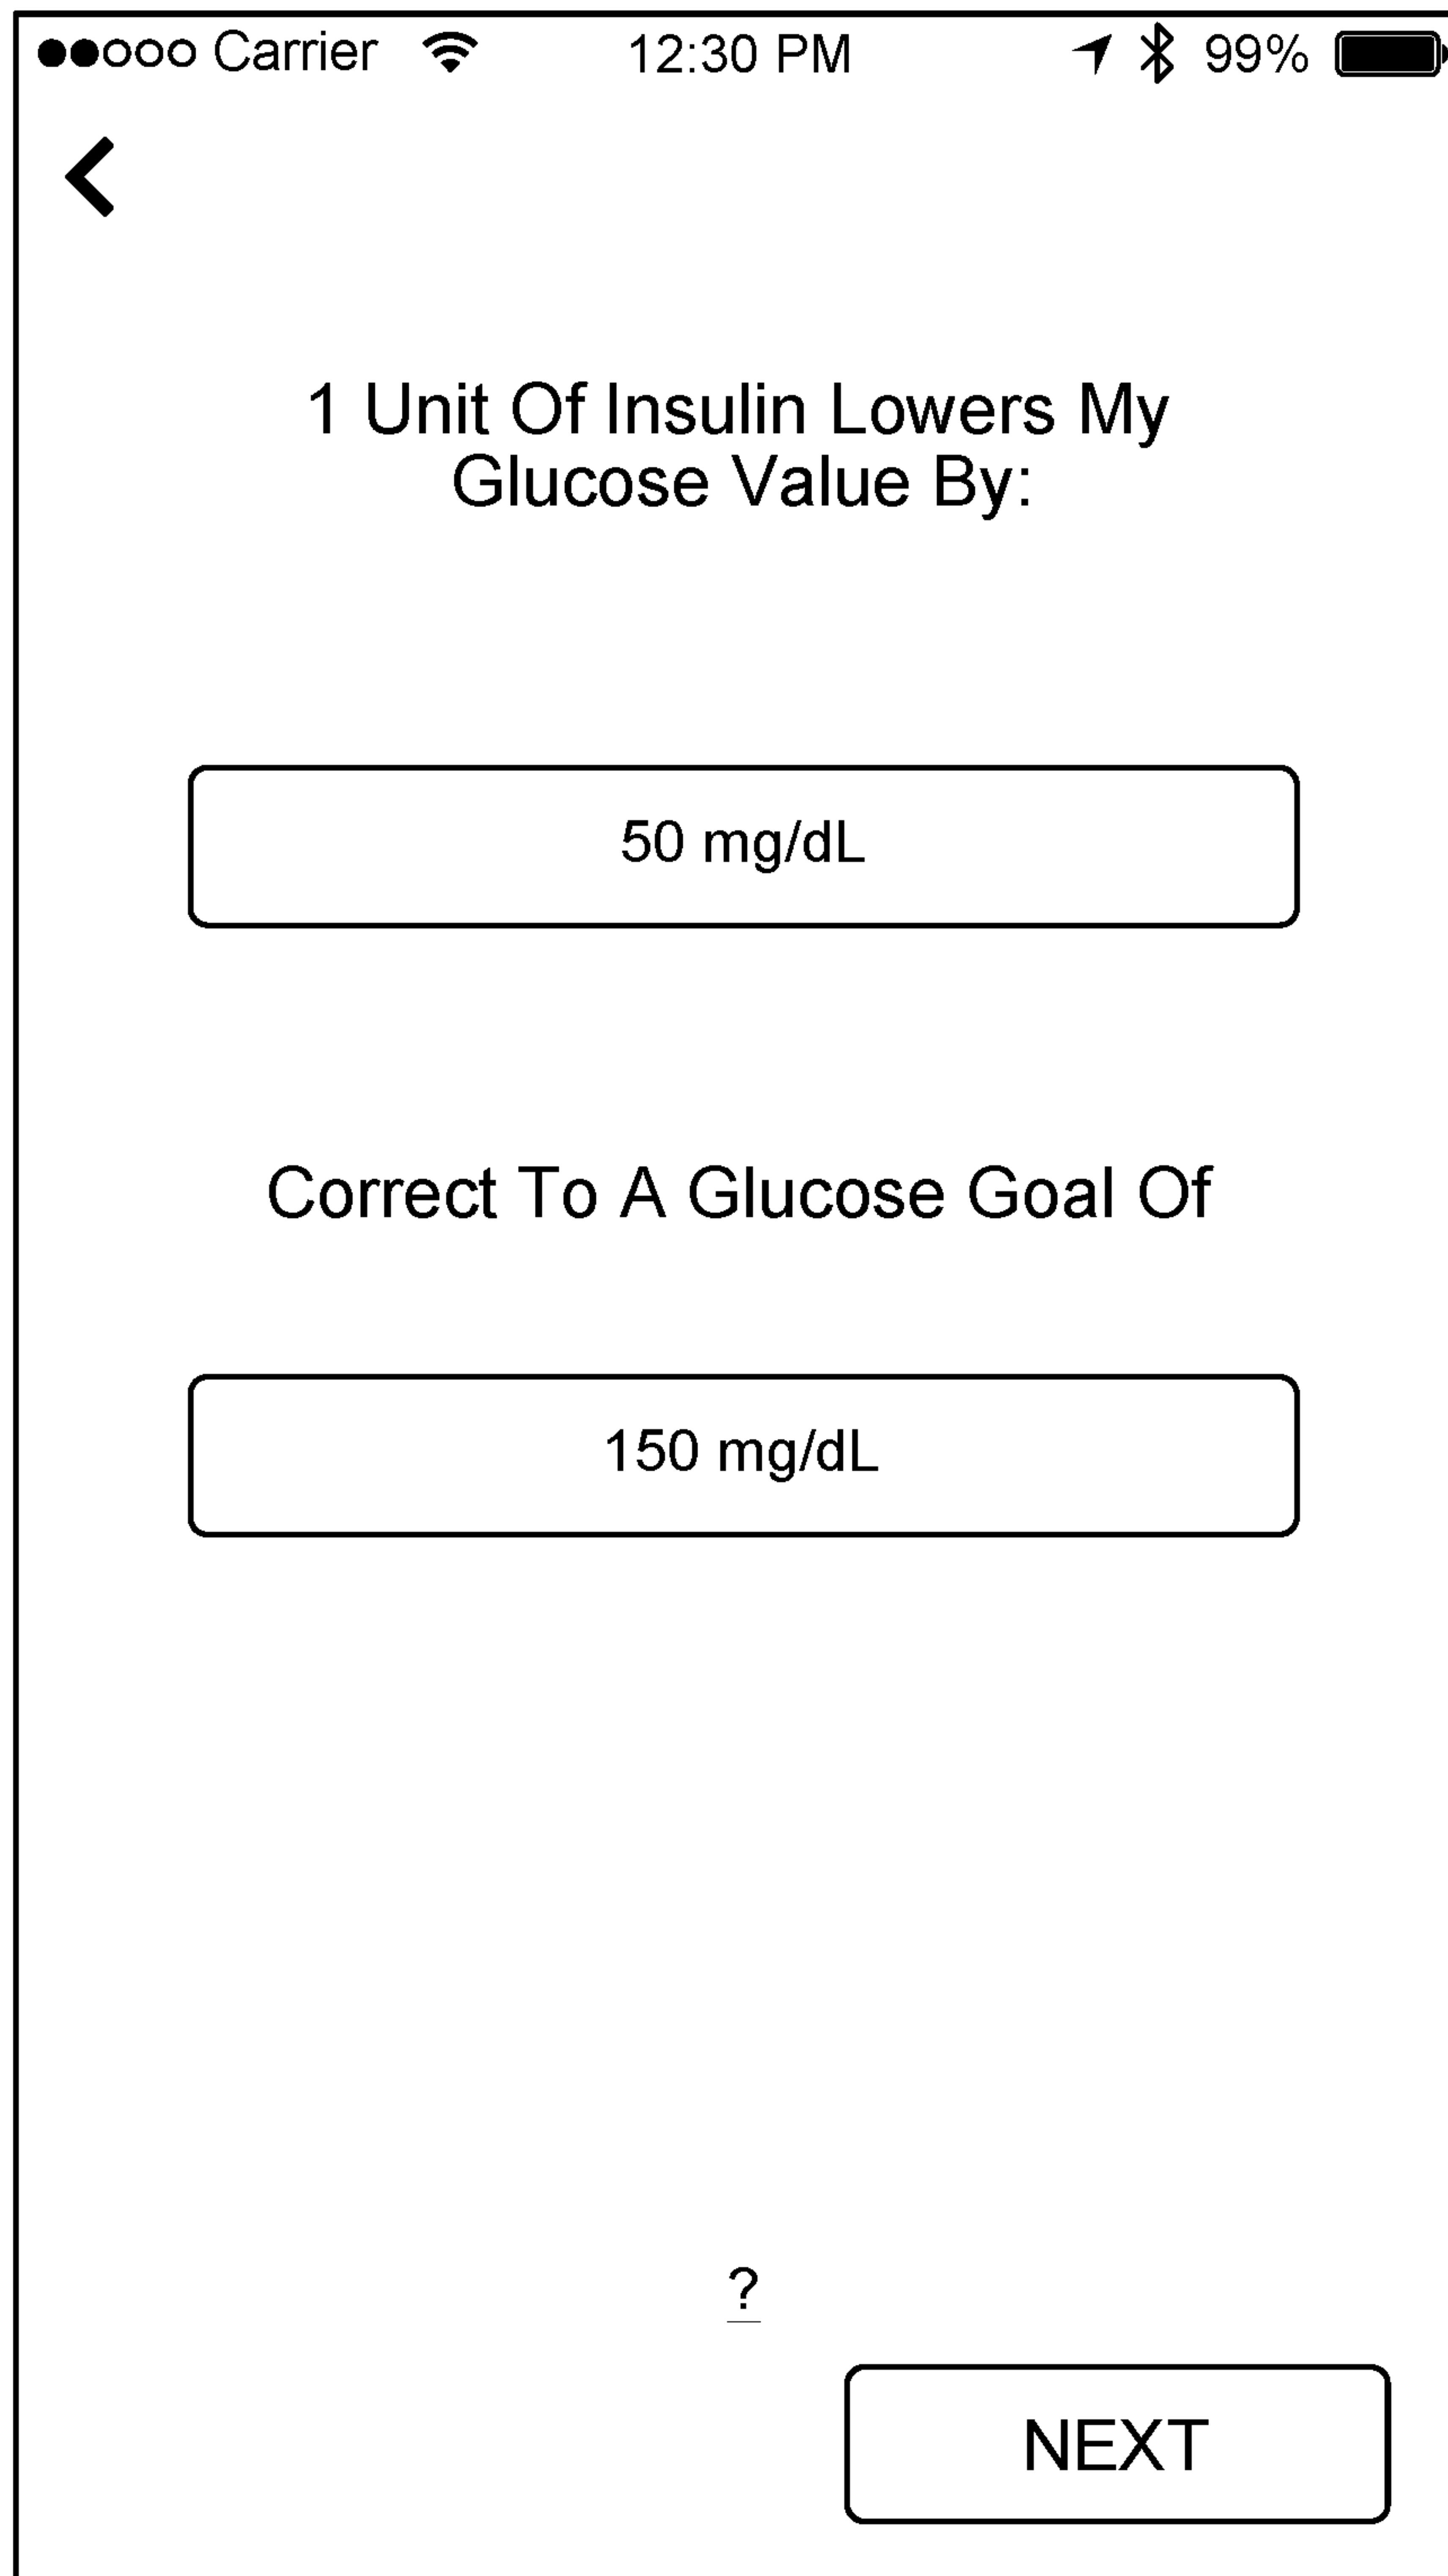 Carrier 12:30 PM 99%
1 Unit Of Insulin Lowers My
Glucose Value By:
50 mg/dL
Correct To A Glucose Goal Of
150 mg/dL
?
NEXT